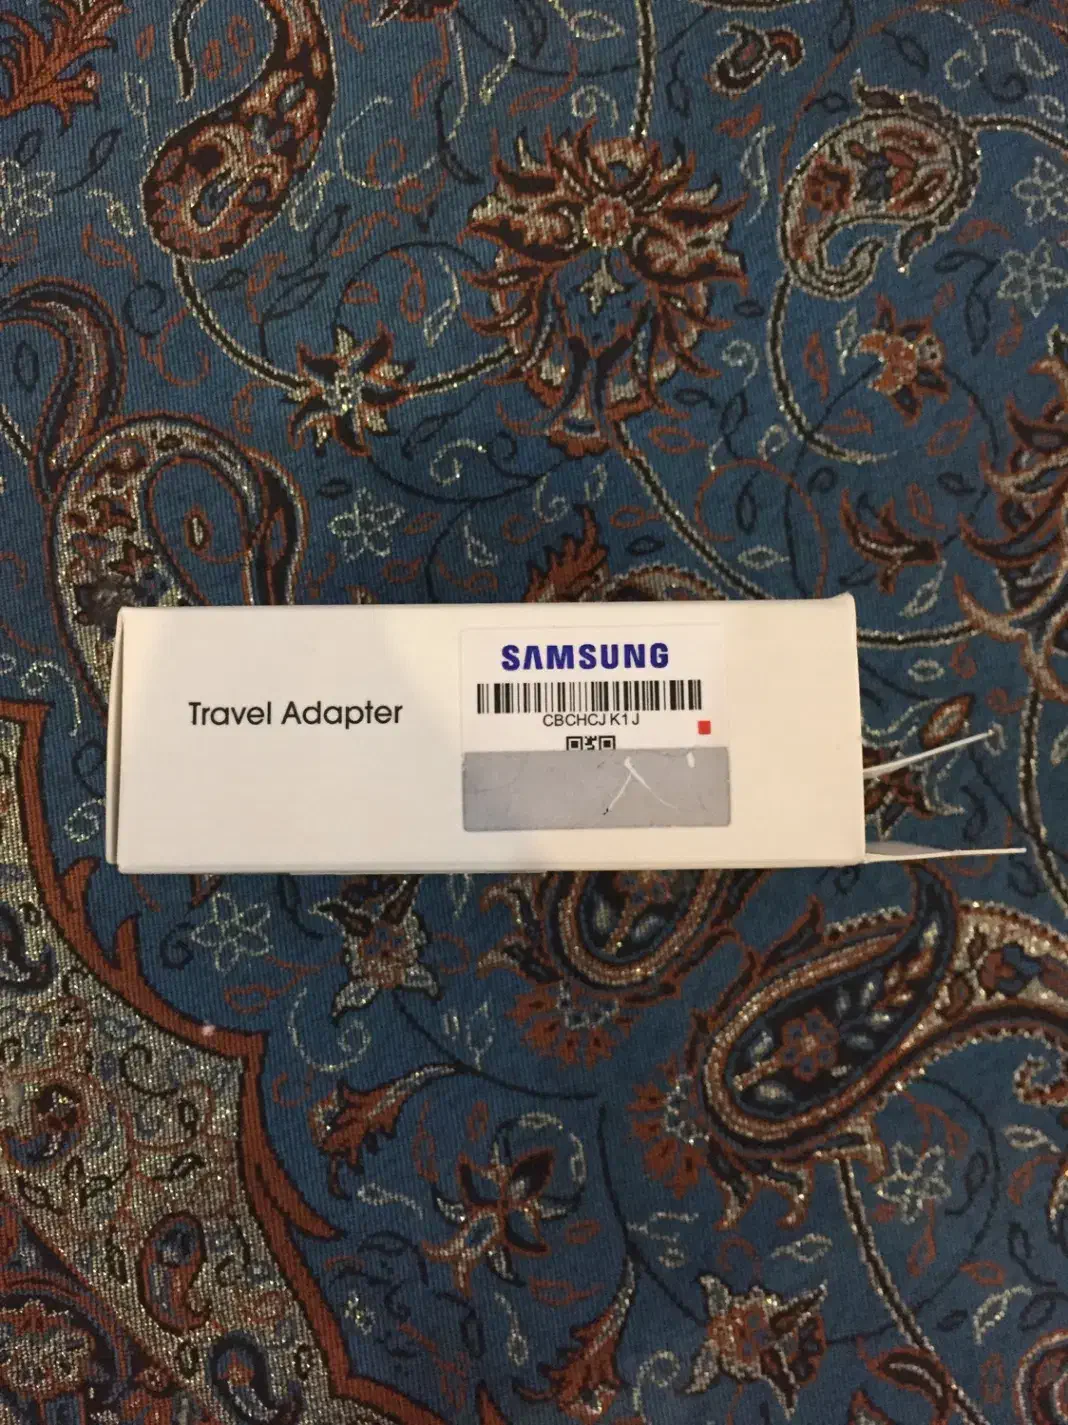 Travel Adapter
SAMSUNG
CBCHCJ K1J